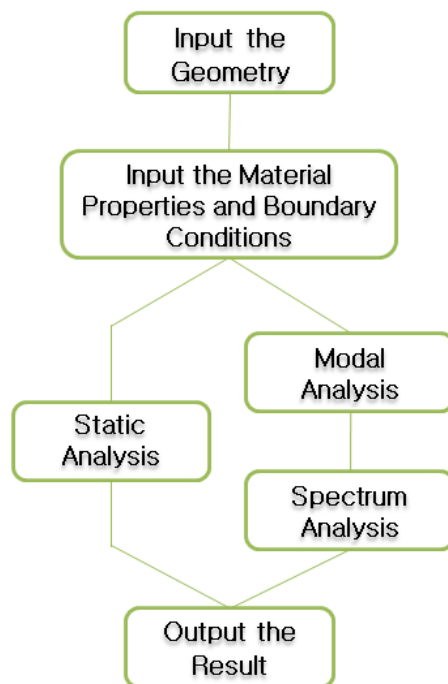 Input the
Geometry
Input the Material
Properties and Boundary
Conditions
Modal
Analysis
Static
Analysis
Spectrum
Analysis
Output the
Result